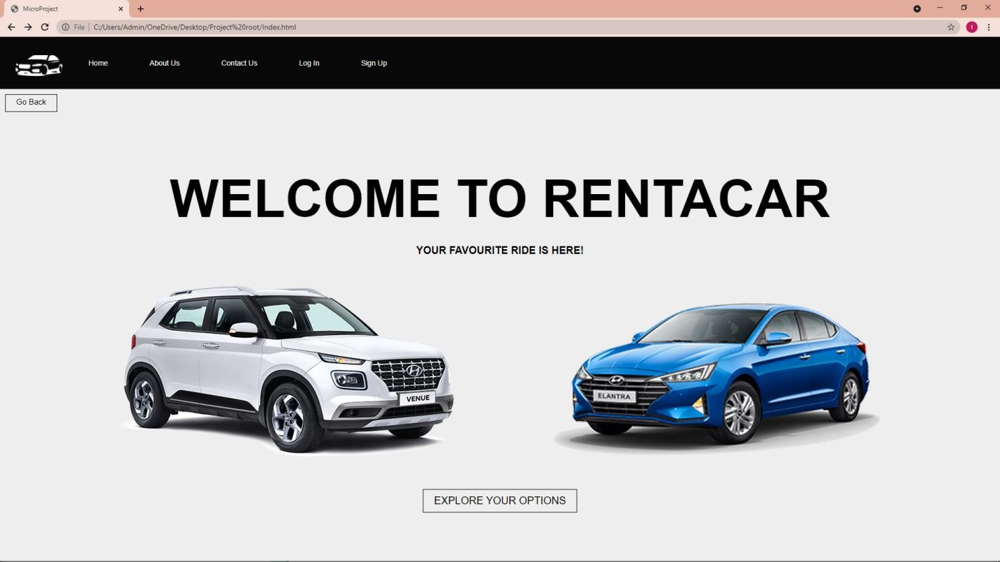 MicroProject
File C:/Users/Admin/OneDrive/Desktop/Project%20root/Index.html
t
Home About Us Contact Us Log In Sign Up
Go Back
WELCOME TO RENTACAR
YOUR FAVOURITE RIDE IS HERE!
VENUE
ELANTRA
EXPLORE YOUR OPTIONS